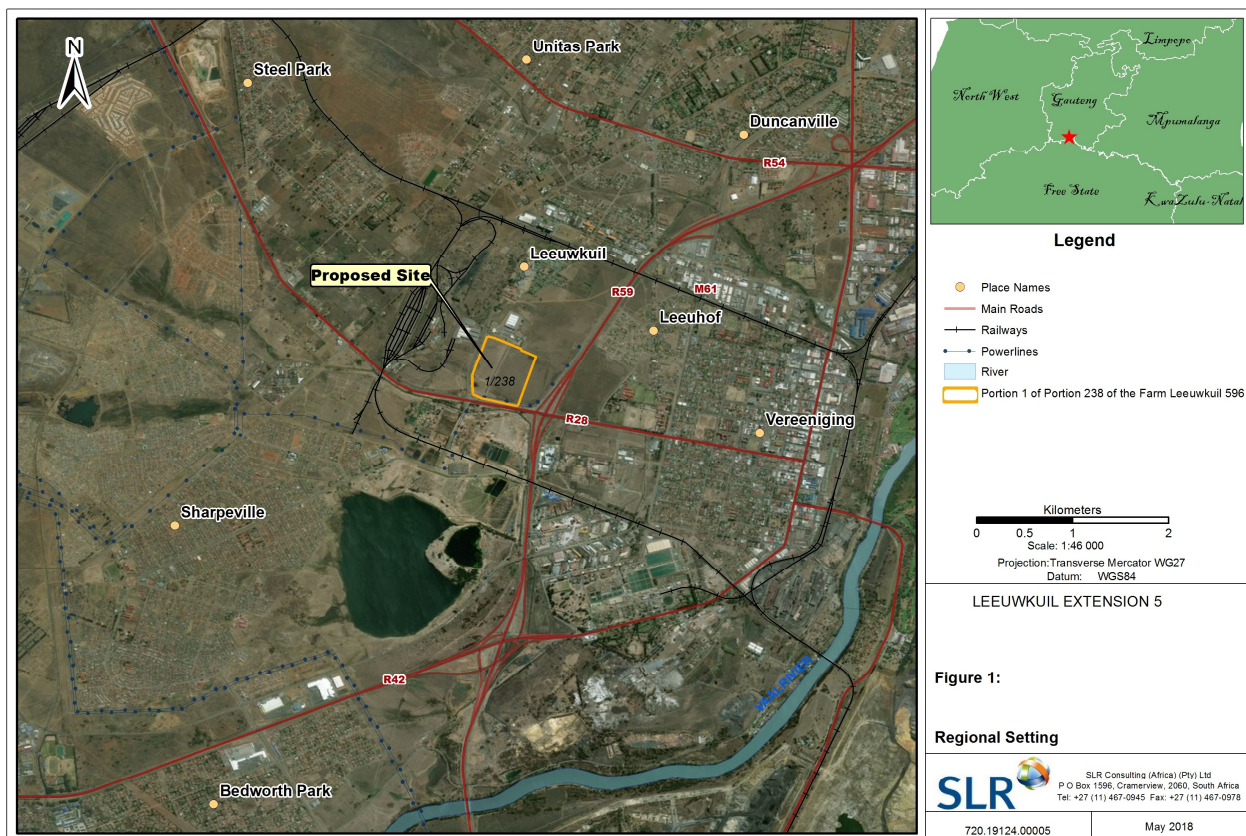 N
Unitas Park
Steel Park
Duncanville
R54
Leeuwkuil
Proposed Site
R59
M61
Leeuhof
1/238
R28
Vereeniging
Sharpeville
VAALRIVER
R42
Bedworth Park
Limpopo
North West
Gauteng
Mpumalanga
Free State
KwaZulu-Natal
Legend
Place Names
Main Roads
Railways
Powerlines
River
Portion 1 of Portion 238 of the Farm Leeuwkuil 596
Kilometers
0 0.5 1 2
Scale: 1:46 000
Projection:Transverse Mercator WG27
Datum: WGS84
LEEUWKUIL EXTENSION 5
Figure 1:
Regional Setting
SLR
SLR Consulting (Africa) (Pty) Ltd
P O Box 1596, Cramerview, 2060, South Africa
Tel: +27 (11) 467-0945 Fax: +27 (11) 467-0978
720.19124.00005
May 2018